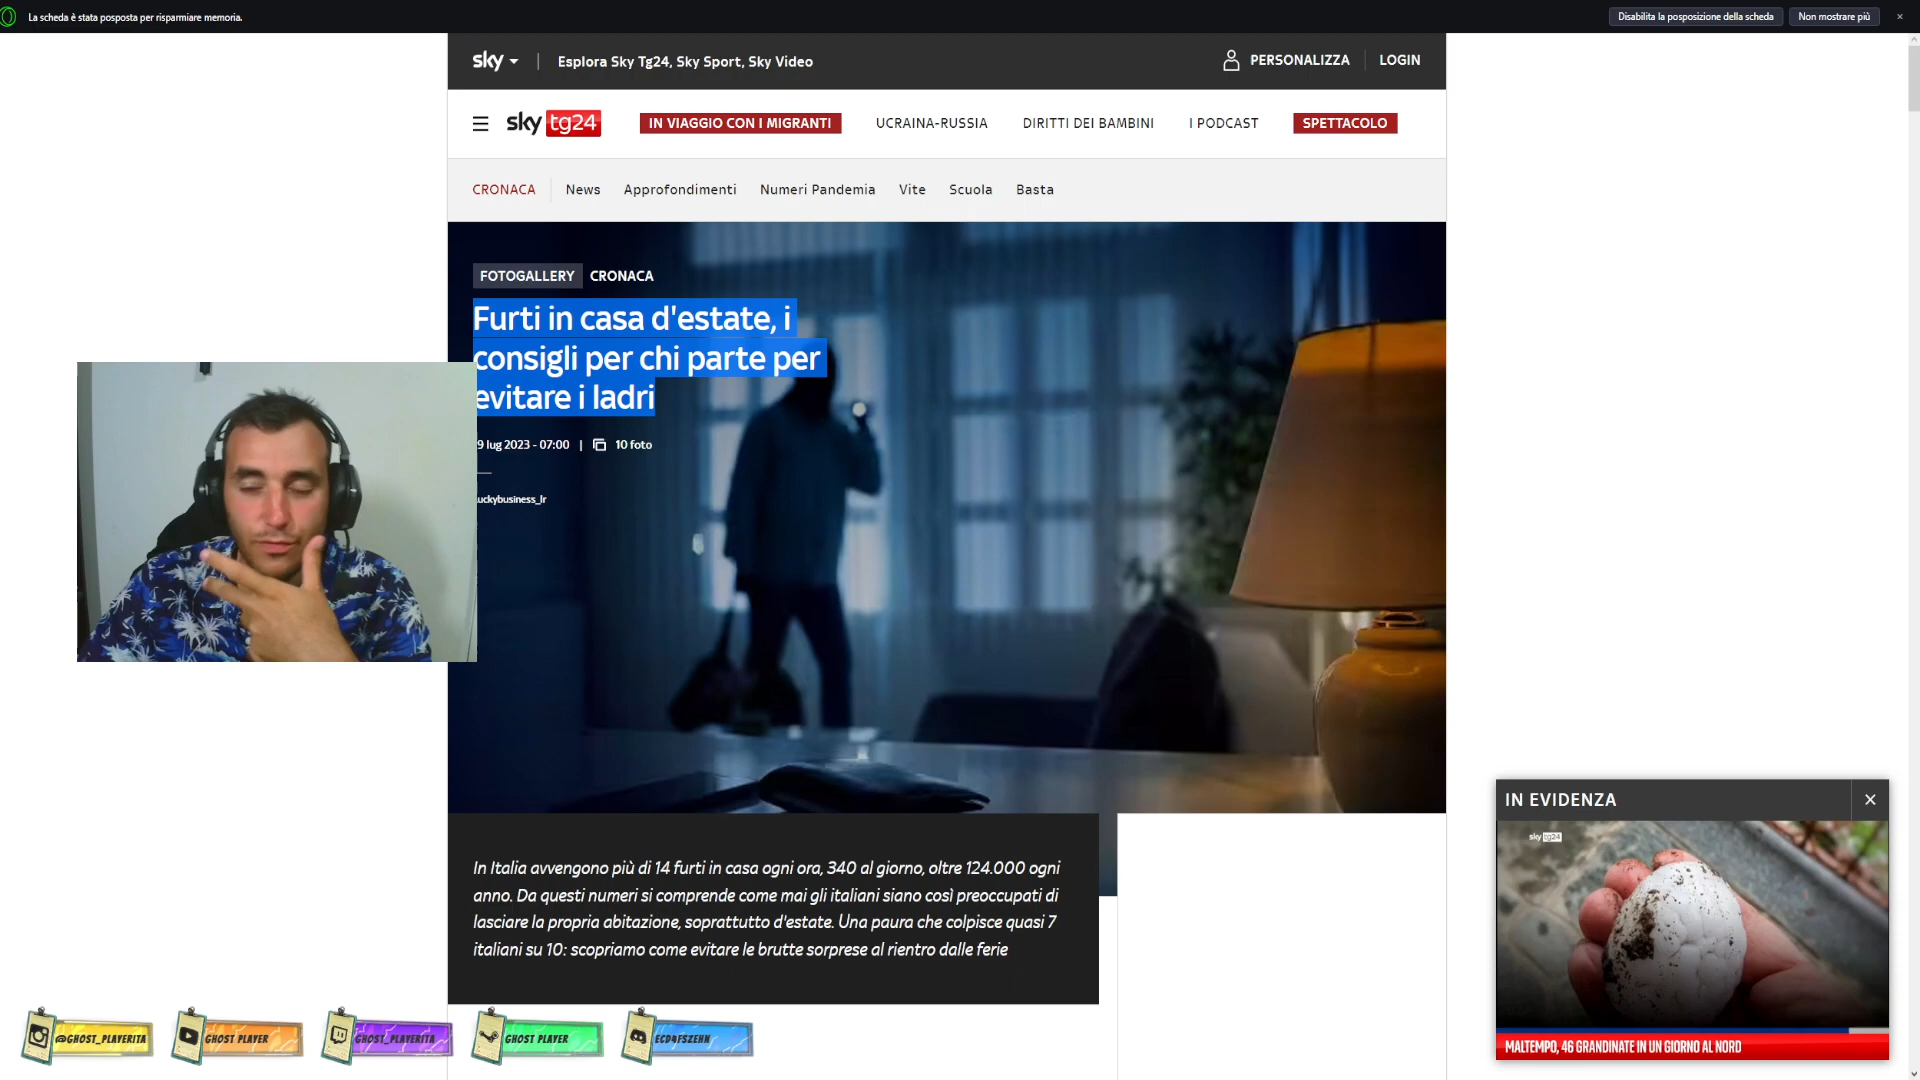 La scheda è stata posposta per risparmiare memoria.
Disabilita la posposizione della scheda
Non mostrare più
sky
Esplora Sky Tg24, Sky Sport, Sky Video
PERSONALIZZA
LOGIN
sky tg24
IN VIAGGIO CON I MIGRANTI
UCRAINA-RUSSIA
DIRITTI DEI BAMBINI
I PODCAST
SPETTACOLO
CRONACA
News
Approfondimenti
Numeri Pandemia
Vite
Scuola
Basta
FOTOGALLERY
CRONACA
Furti in casa d'estate, i
consigli per chi parte per
evitare i ladri
9 lug 2023 - 07:00 | 10 foto
uckybusiness_Ir
In Italia avvengono più di 14 furti in casa ogni ora, 340 al giorno, oltre 124.000 ogni
anno. Da questi numeri si comprende come mai gli italiani siano così preoccupati di
lasciare la propria abitazione, soprattutto d'estate. Una paura che colpisce quasi 7
italiani su 10: scopriamo come evitare le brutte sorprese al rientro dalle ferie
IN EVIDENZA
sky tg24
MALTEMPO, 46 GRANDINATE IN UN GIORNO AL NORD
@GHOST_PLAYERITA
GHOST PLAYER
GHOST_PLAYERITA
GHOST PLAYER
ECD4FSZEHN